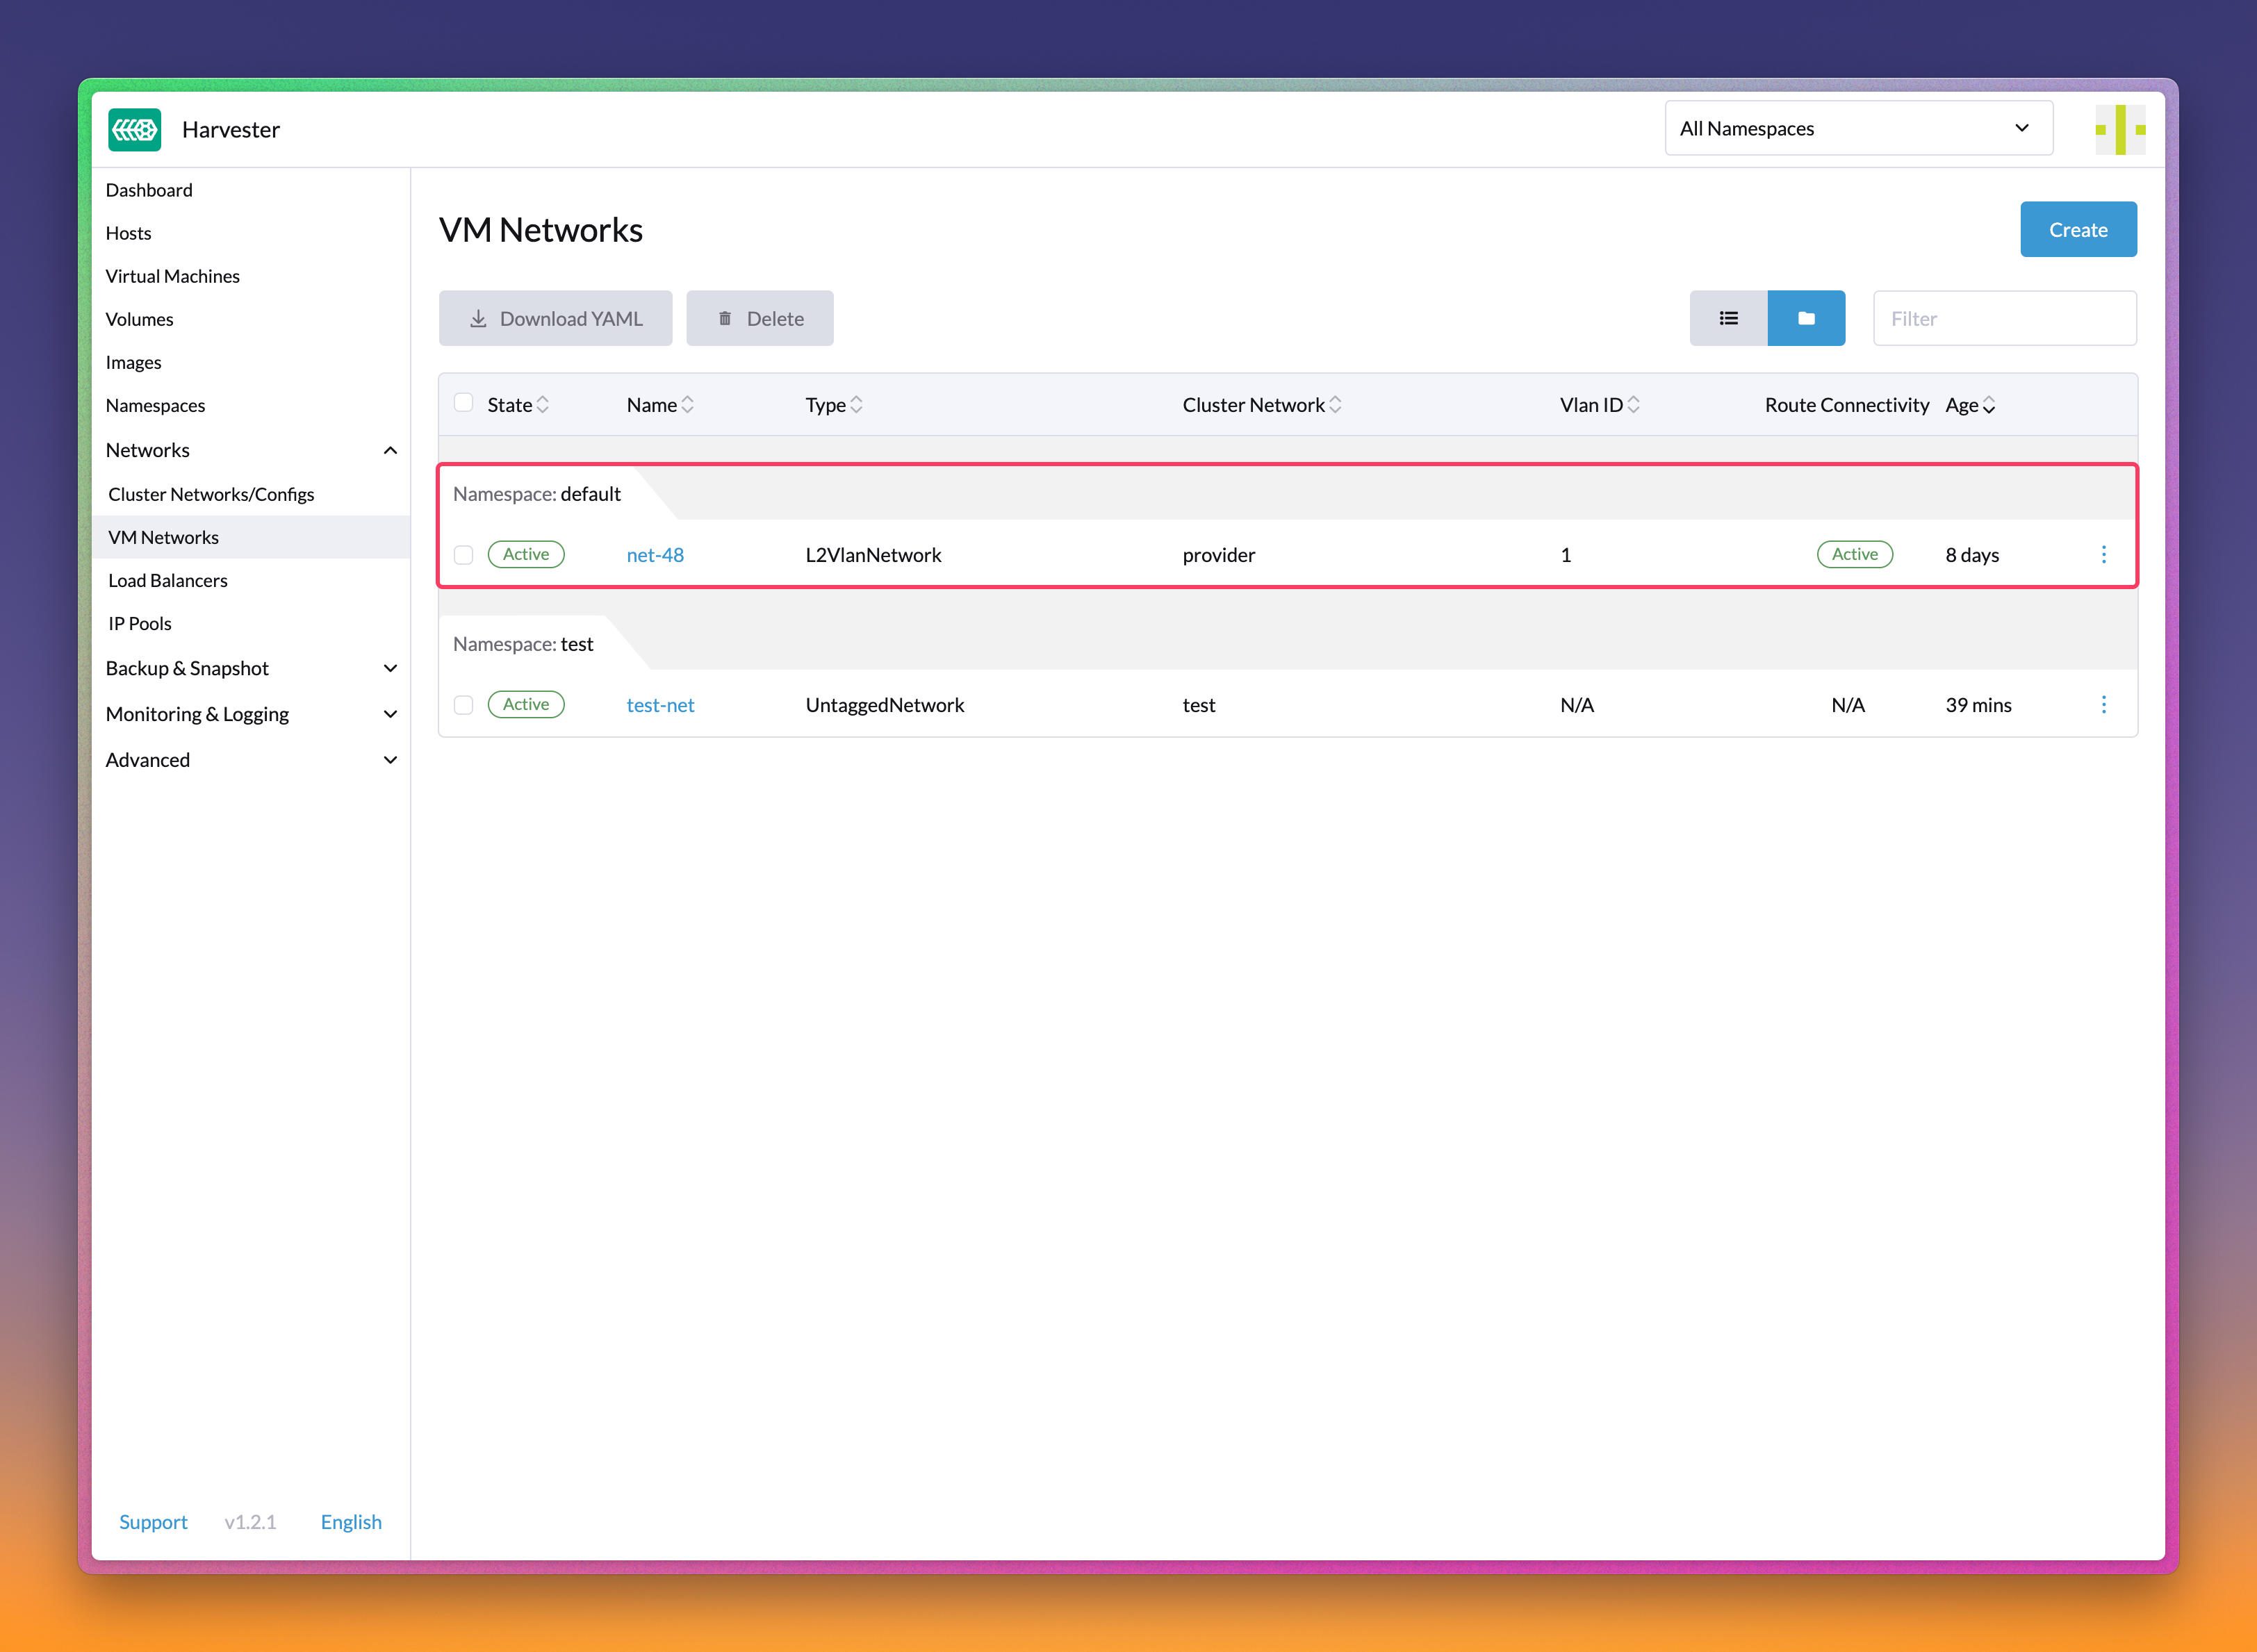 Harvester
All Namespaces
Dashboard
Hosts
Virtual Machines
Volumes
Images
Namespaces
Networks
Cluster Networks/Configs
VM Networks
Load Balancers
IP Pools
Backup & Snapshot
Monitoring & Logging
Advanced
Support v1.2.1 English
VM Networks
Create
Download YAML Delete
Filter
State Name Type Cluster Network Vlan ID Route Connectivity Age
Namespace: default
Active net-48 L2VlanNetwork provider 1 Active 8 days
Namespace: test
Active test-net UntaggedNetwork test N/A N/A 39 mins